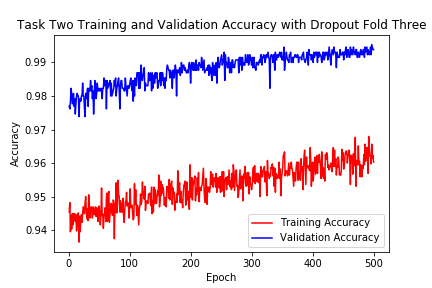 Task Two Training and Validation Accuracy with Dropout Fold Three
Accuracy
0.99
0.98
0.97
0.96
0.95
0.94
0
100
200
300
400
500
Epoch
Training Accuracy
Validation Accuracy